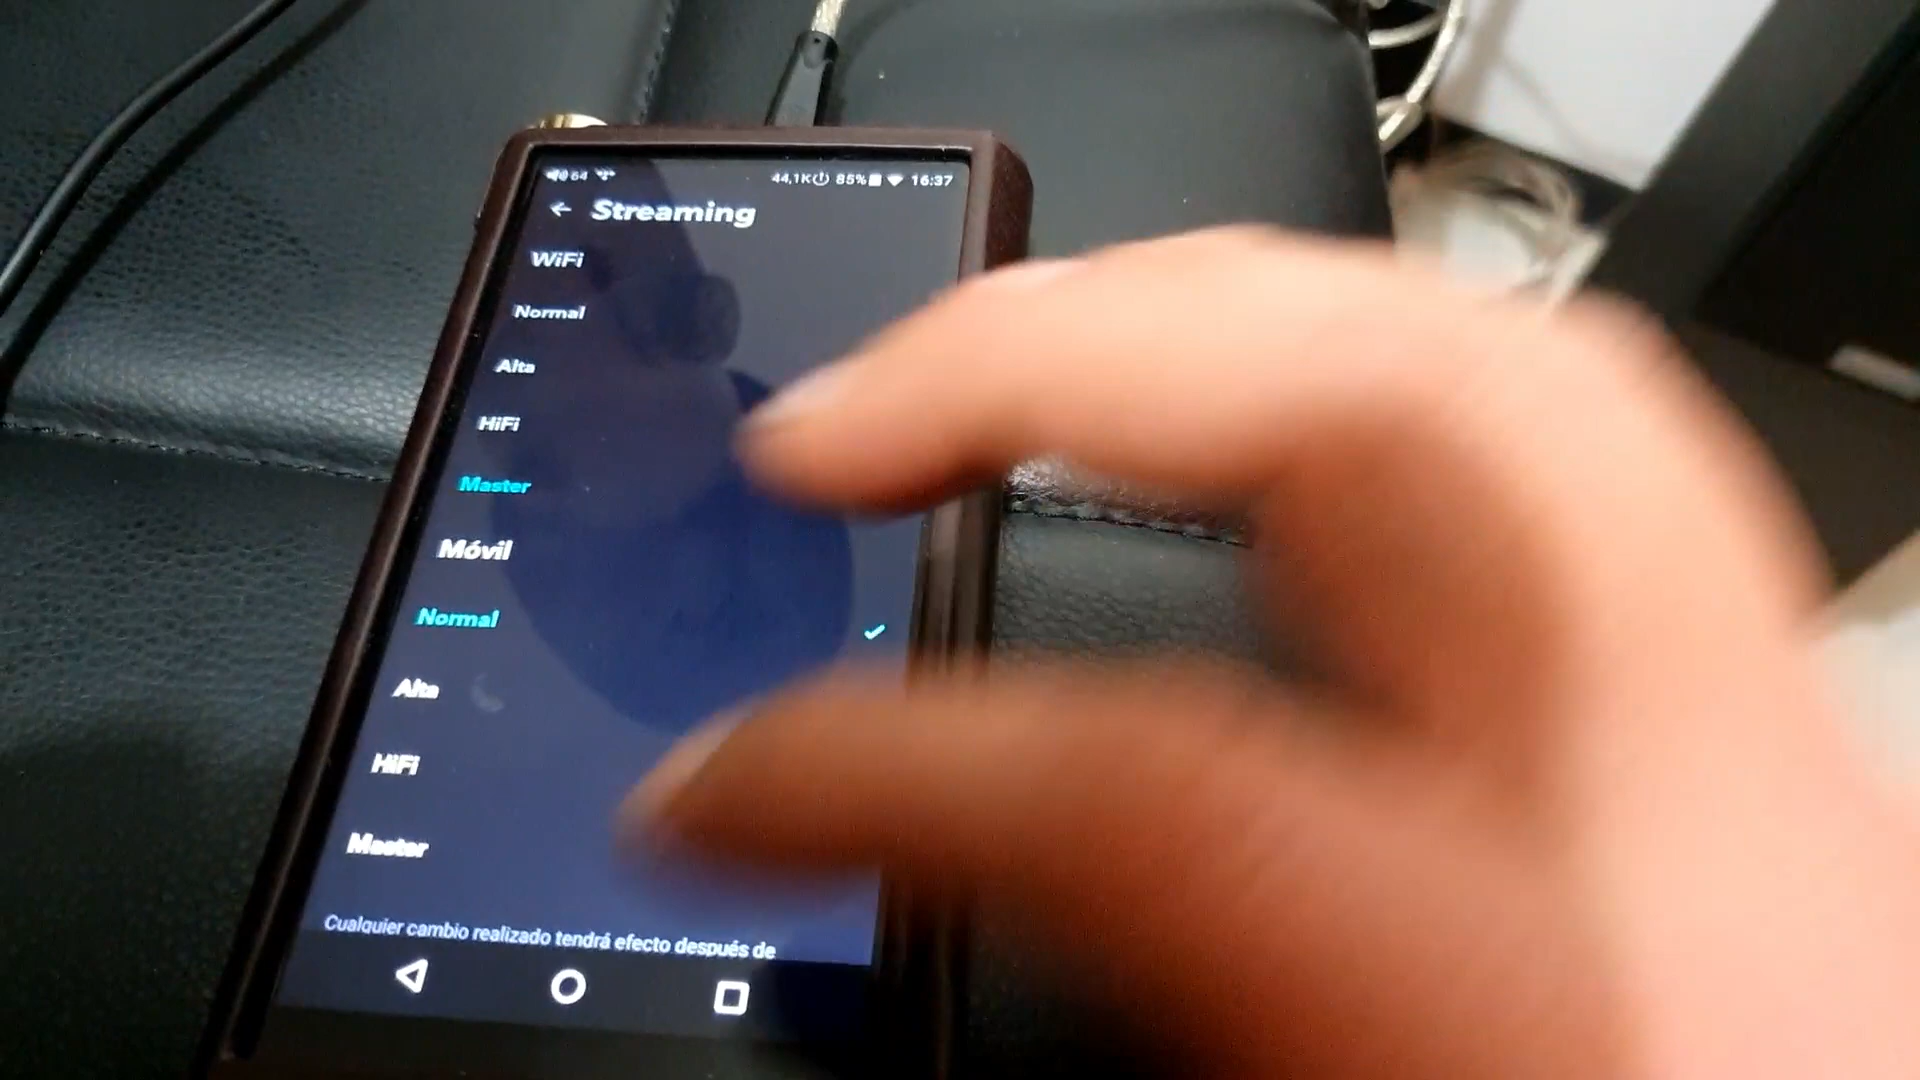 64 44,1K 85% 16:37
Streaming
WiFi
Normal
Alta
HiFi
Master
Móvil
Normal
Alta
HiFi
Master
Cualquier cambio realizado tendrá efecto después de